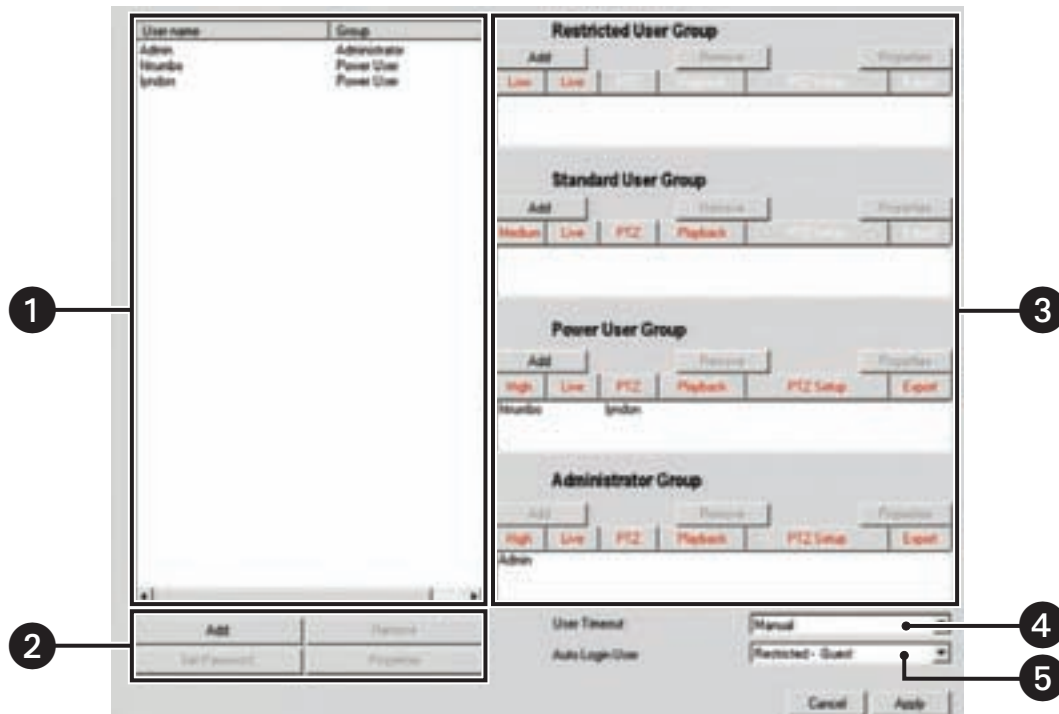 User name Group
Admin Administrator
hirumbo Power User
lyndon Power User
1
Add Remove
Set Password Properties
2
Restricted User Group
Add Remove Properties
Low Live
Standard User Group
Add Remove Properties
Medium Live PTZ Playback
Power User Group
Add Remove Properties
High Live PTZ Playback PTZ Setup Export
lyndon
Administrator Group
Add Remove Properties
High Live PTZ Playback PTZ Setup Export
Admin
3
User Timeout Manual
4
Auto Login User Restricted - Guest
5
Cancel Apply